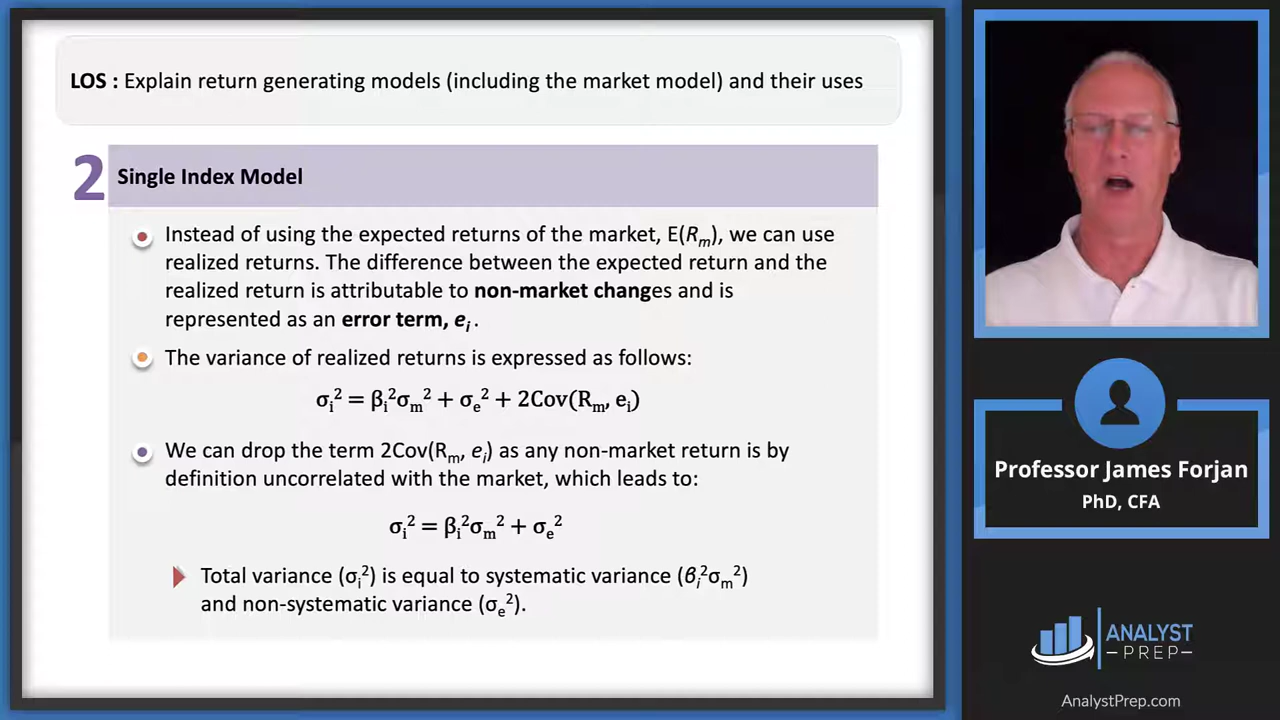 LOS : Explain return generating models (including the market model) and their uses
2 Single Index Model
Instead of using the expected returns of the market, E(Rₘ), we can use
realized returns. The difference between the expected return and the
realized return is attributable to non-market changes and is
represented as an error term, eᵢ.
The variance of realized returns is expressed as follows:
σᵢ² = βᵢ²σₘ² + σₑ² + 2Cov(Rₘ, eᵢ)
We can drop the term 2Cov(Rₘ, eᵢ) as any non-market return is by
definition uncorrelated with the market, which leads to:
σᵢ² = βᵢ²σₘ² + σₑ²
Total variance (σᵢ²) is equal to systematic variance (βᵢ²σₘ²)
and non-systematic variance (σₑ²).
Professor James Forjan
PhD, CFA
ANALYST
PREP
AnalystPrep.com